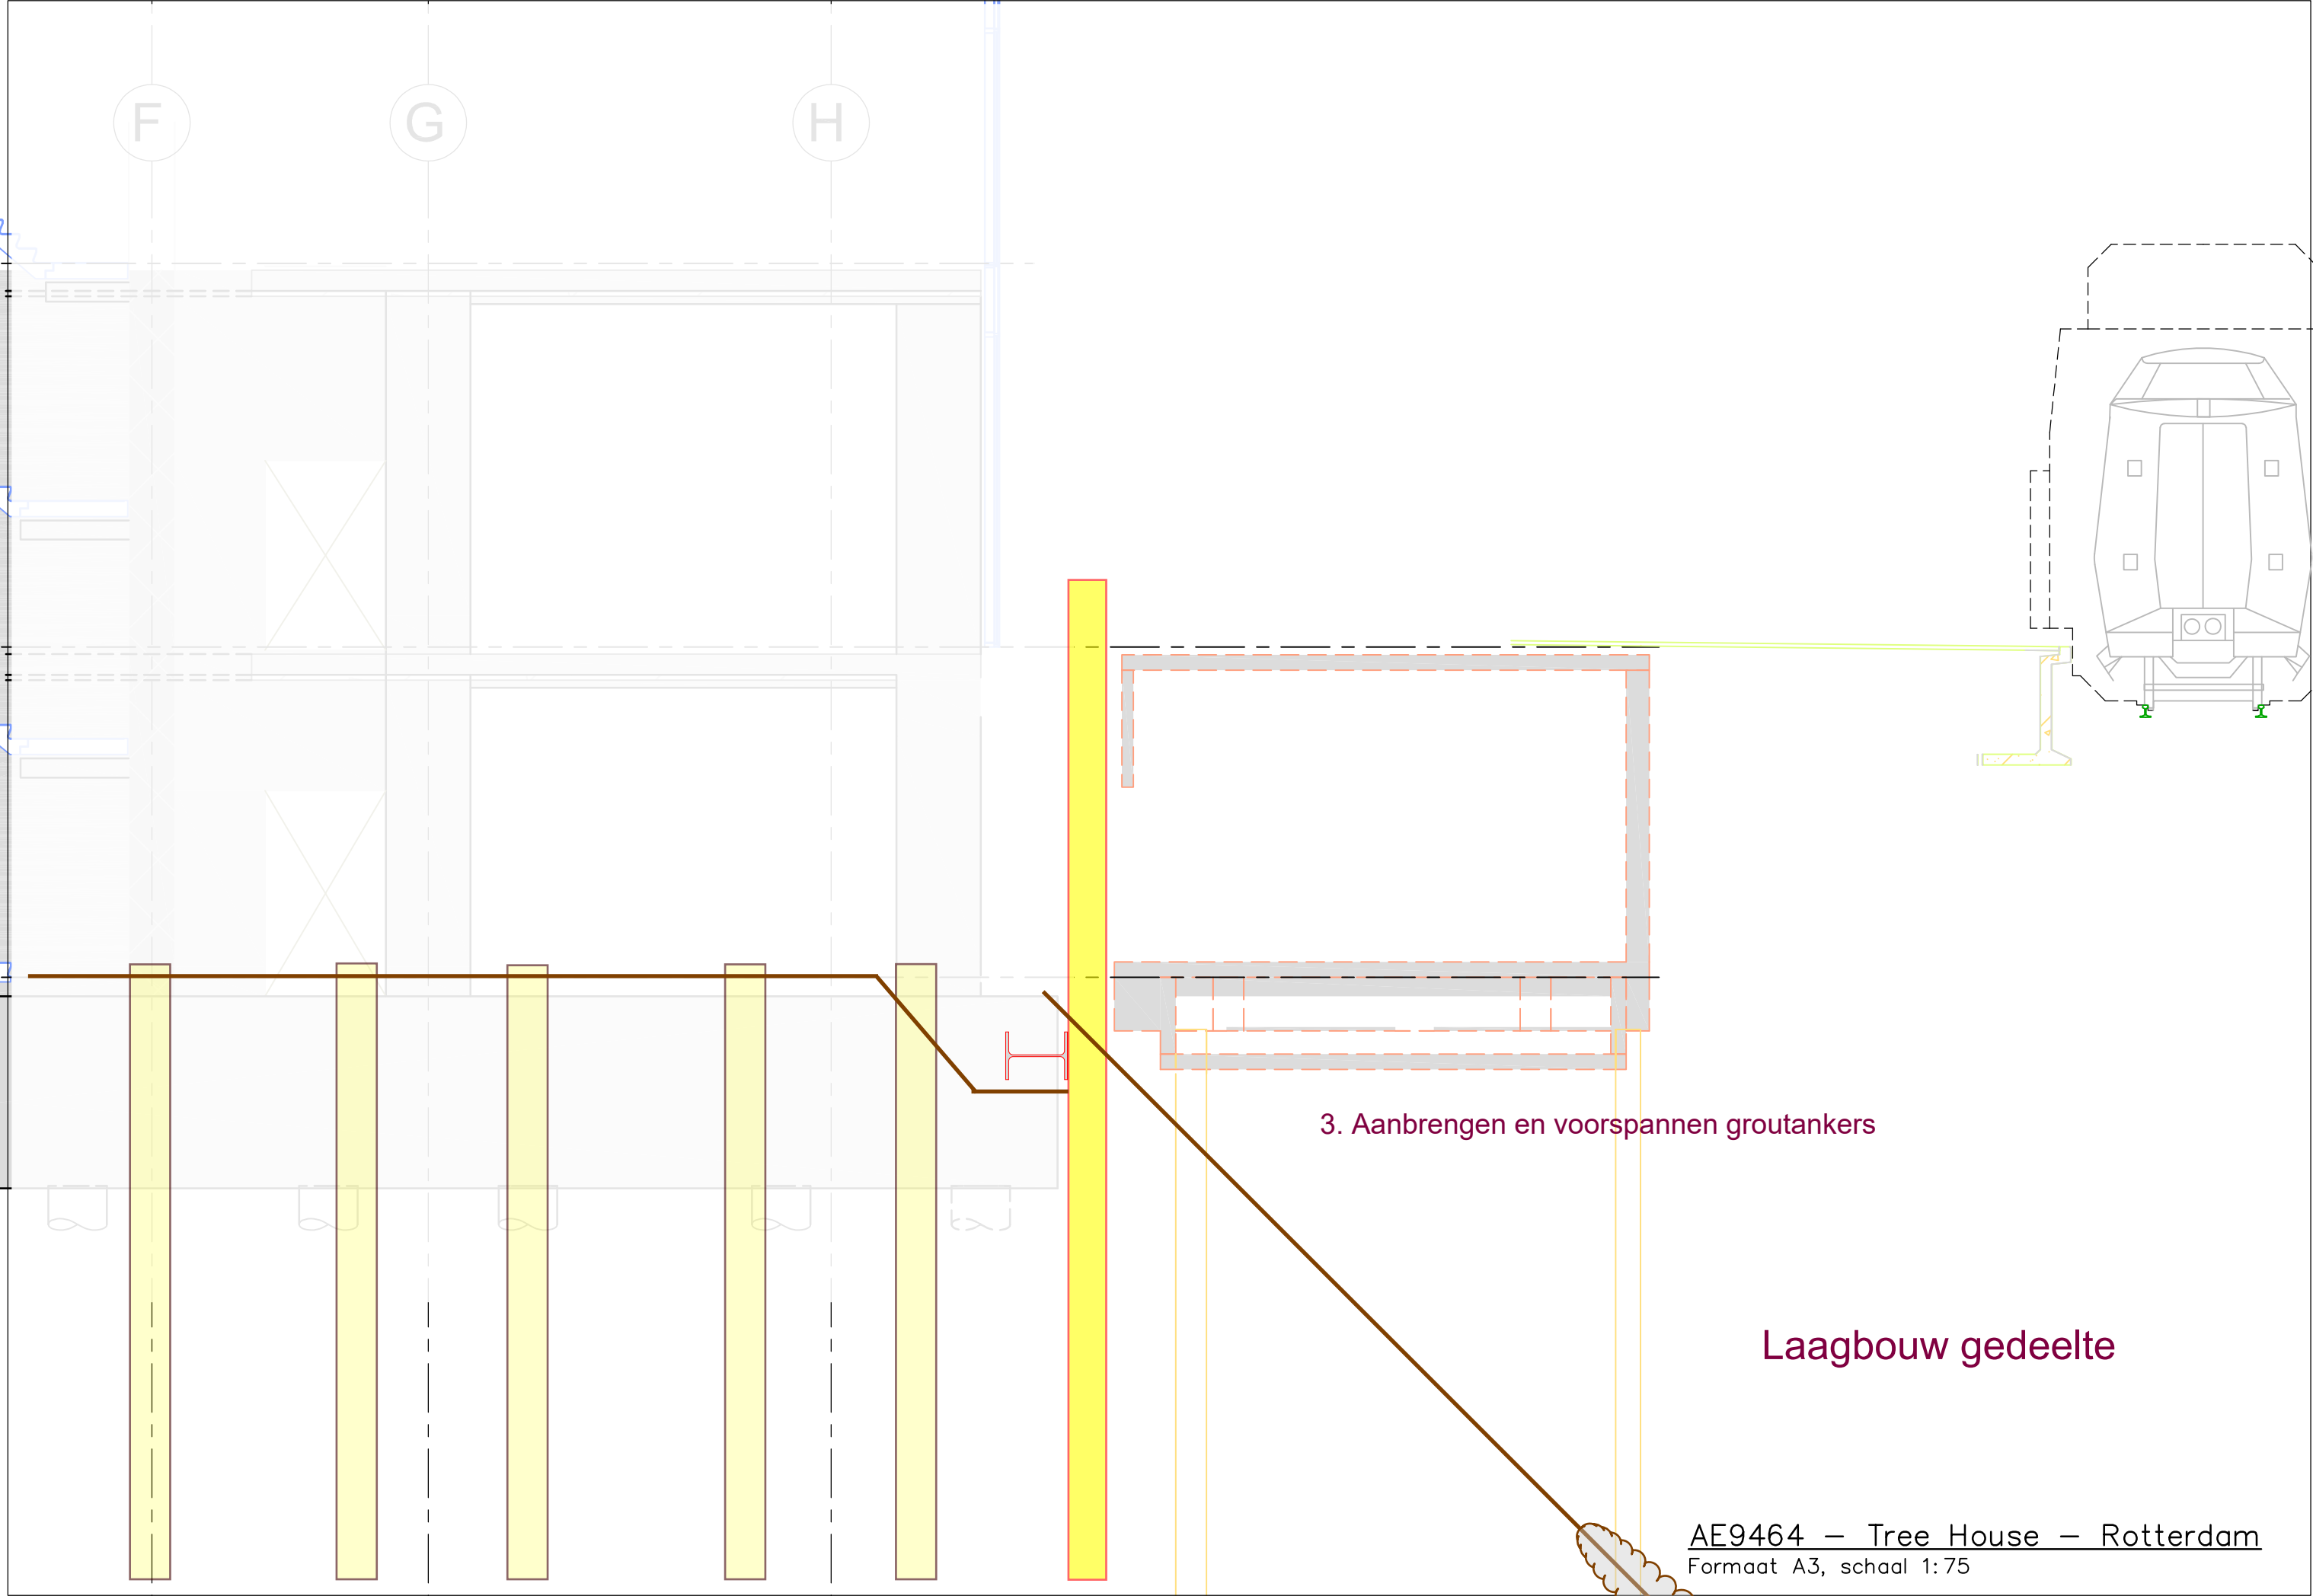 F G H
3. Aanbrengen en voorspannen groutankers
Laagbouw gedeelte
AE9464 – Tree House – Rotterdam
Formaat A3, schaal 1:75